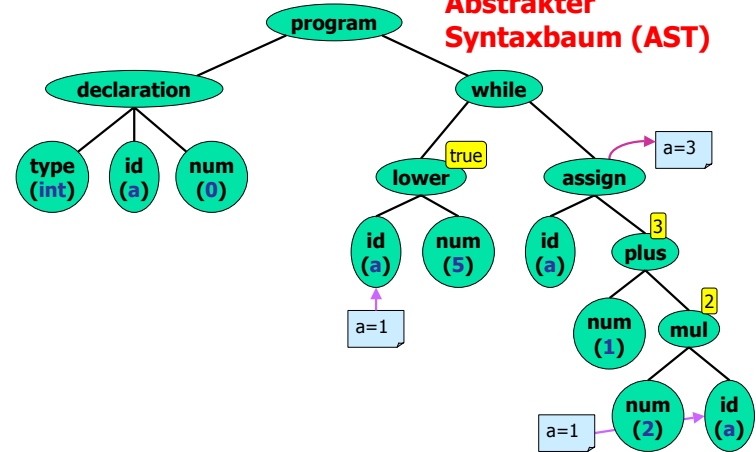 Abstrakter
Syntaxbaum (AST)
program
declaration
while
type
(int)
id
(a)
num
(0)
true
lower
assign
a=3
id
(a)
num
(5)
id
(a)
3
plus
a=1
num
(1)
2
mul
a=1
num
(2)
id
(a)